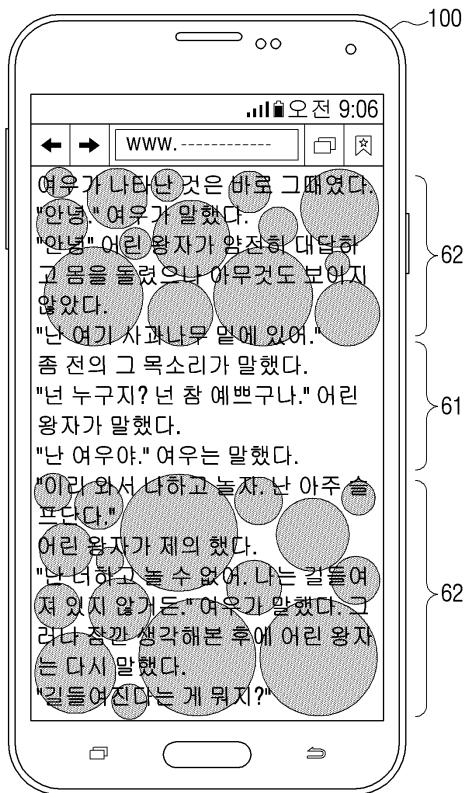 100
오전 9:06
www.------------
여우가 나타난 것은 바로 그때였다.
"안녕." 여우가 말했다.
"안녕" 어린 왕자가 얌전히 대답하
고 몸을 돌렸으나 아무것도 보이지
않았다.
"난 여기 사과나무 밑에 있어."
좀 전의 그 목소리가 말했다.
"넌 누구지? 넌 참 예쁘구나." 어린
왕자가 말했다.
"난 여우야." 여우는 말했다.
"이리 와서 나하고 놀자. 난 아주 슬
프단다."
어린 왕자가 제의 했다.
"난 너하고 놀 수 없어. 나는 길들여
져 있지 않거든." 여우가 말했다. 그
러나 잠깐 생각해본 후에 어린 왕자
는 다시 말했다.
"길들여진다는 게 뭐지?"
62
61
62